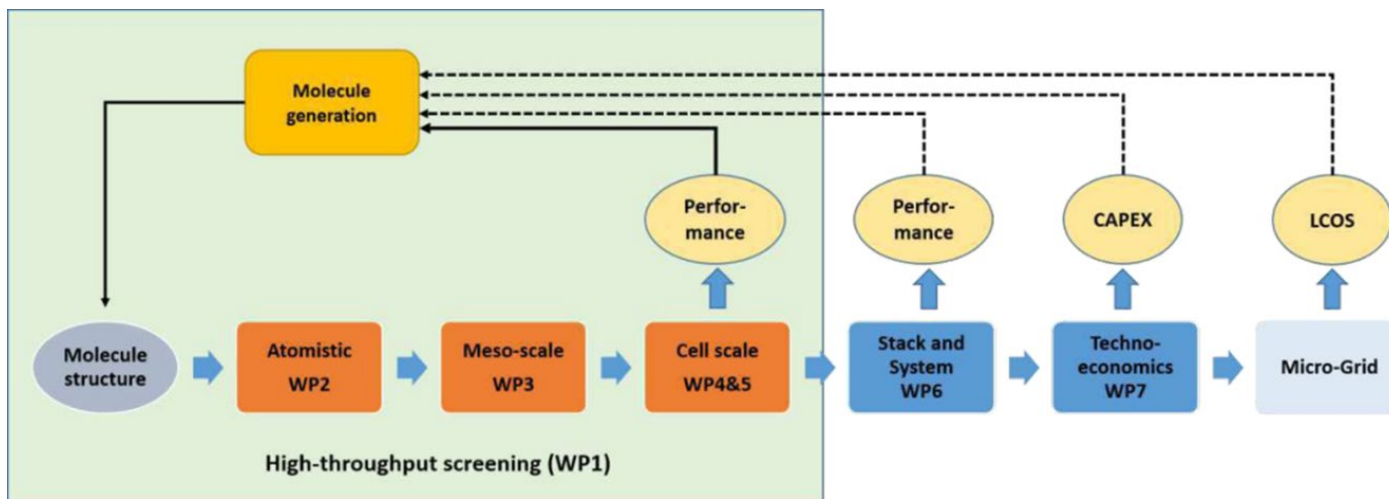 Molecule
generation
Perfor-
mance
Perfor-
mance
CAPEX
LCOS
Molecule
structure
Atomistic
WP2
Meso-scale
WP3
Cell scale
WP4&5
Stack and
System
WP6
Techno-
economics
WP7
Micro-Grid
High-throughput screening (WP1)